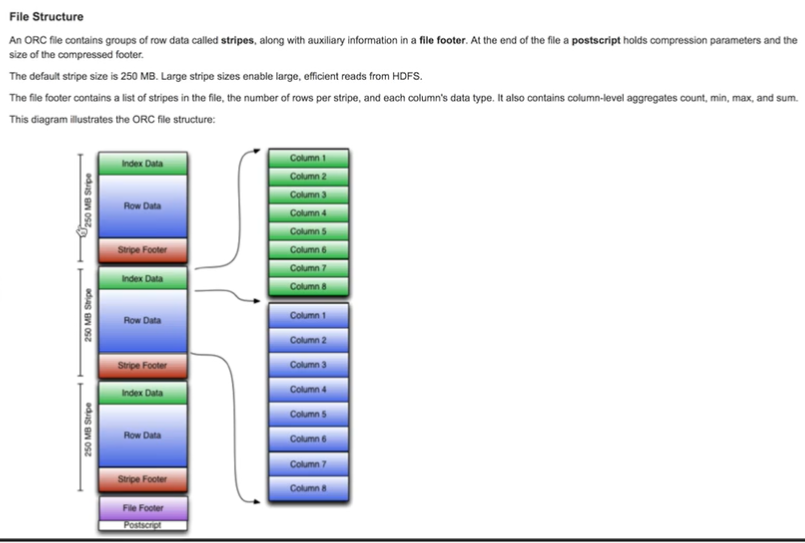 File Structure
An ORC file contains groups of row data called stripes, along with auxiliary information in a file footer. At the end of the file a postscript holds compression parameters and the
size of the compressed footer.
The default stripe size is 250 MB. Large stripe sizes enable large, efficient reads from HDFS.
The file footer contains a list of stripes in the file, the number of rows per stripe, and each column's data type. It also contains column-level aggregates count, min, max, and sum.
This diagram illustrates the ORC file structure:
250 MB Stripe
Index Data
Row Data
Stripe Footer
250 MB Stripe
Index Data
Row Data
Stripe Footer
250 MB Stripe
Index Data
Row Data
Stripe Footer
File Footer
Postscript
Column 1
Column 2
Column 3
Column 4
Column 5
Column 6
Column 7
Column 8
Column 1
Column 2
Column 3
Column 4
Column 5
Column 6
Column 7
Column 8